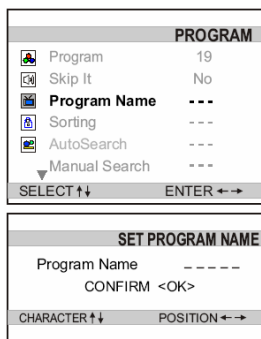 PROGRAM
Program 19
Skip It No
Program Name - - -
Sorting - - -
AutoSearch - - -
Manual Search - - -
SELECT ↑↓ ENTER ←→
SET PROGRAM NAME
Program Name _ _ _ _ _
CONFIRM <OK>
CHARACTER ↑↓ POSITION ←→